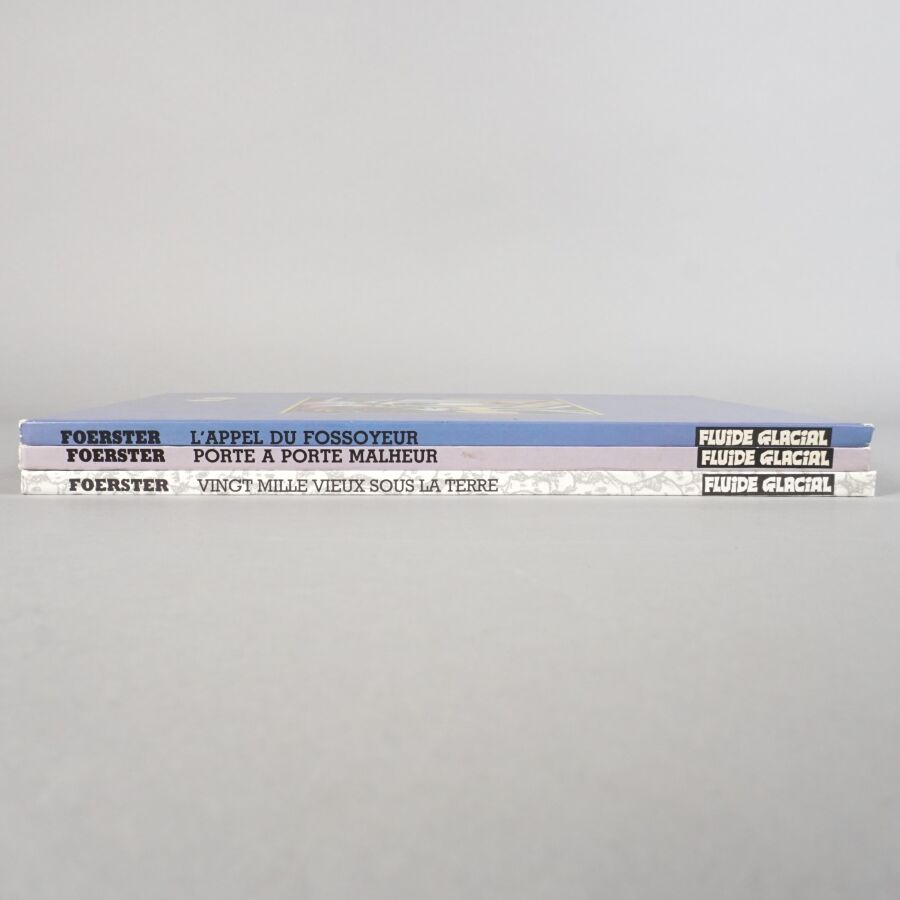 FOERSTER L'APPEL DU FOSSOYEUR FLUIDE GLACIAL
FOERSTER PORTE A PORTE MALHEUR FLUIDE GLACIAL
FOERSTER VINGT MILLE VIEUX SOUS LA TERRE FLUIDE GLACIAL